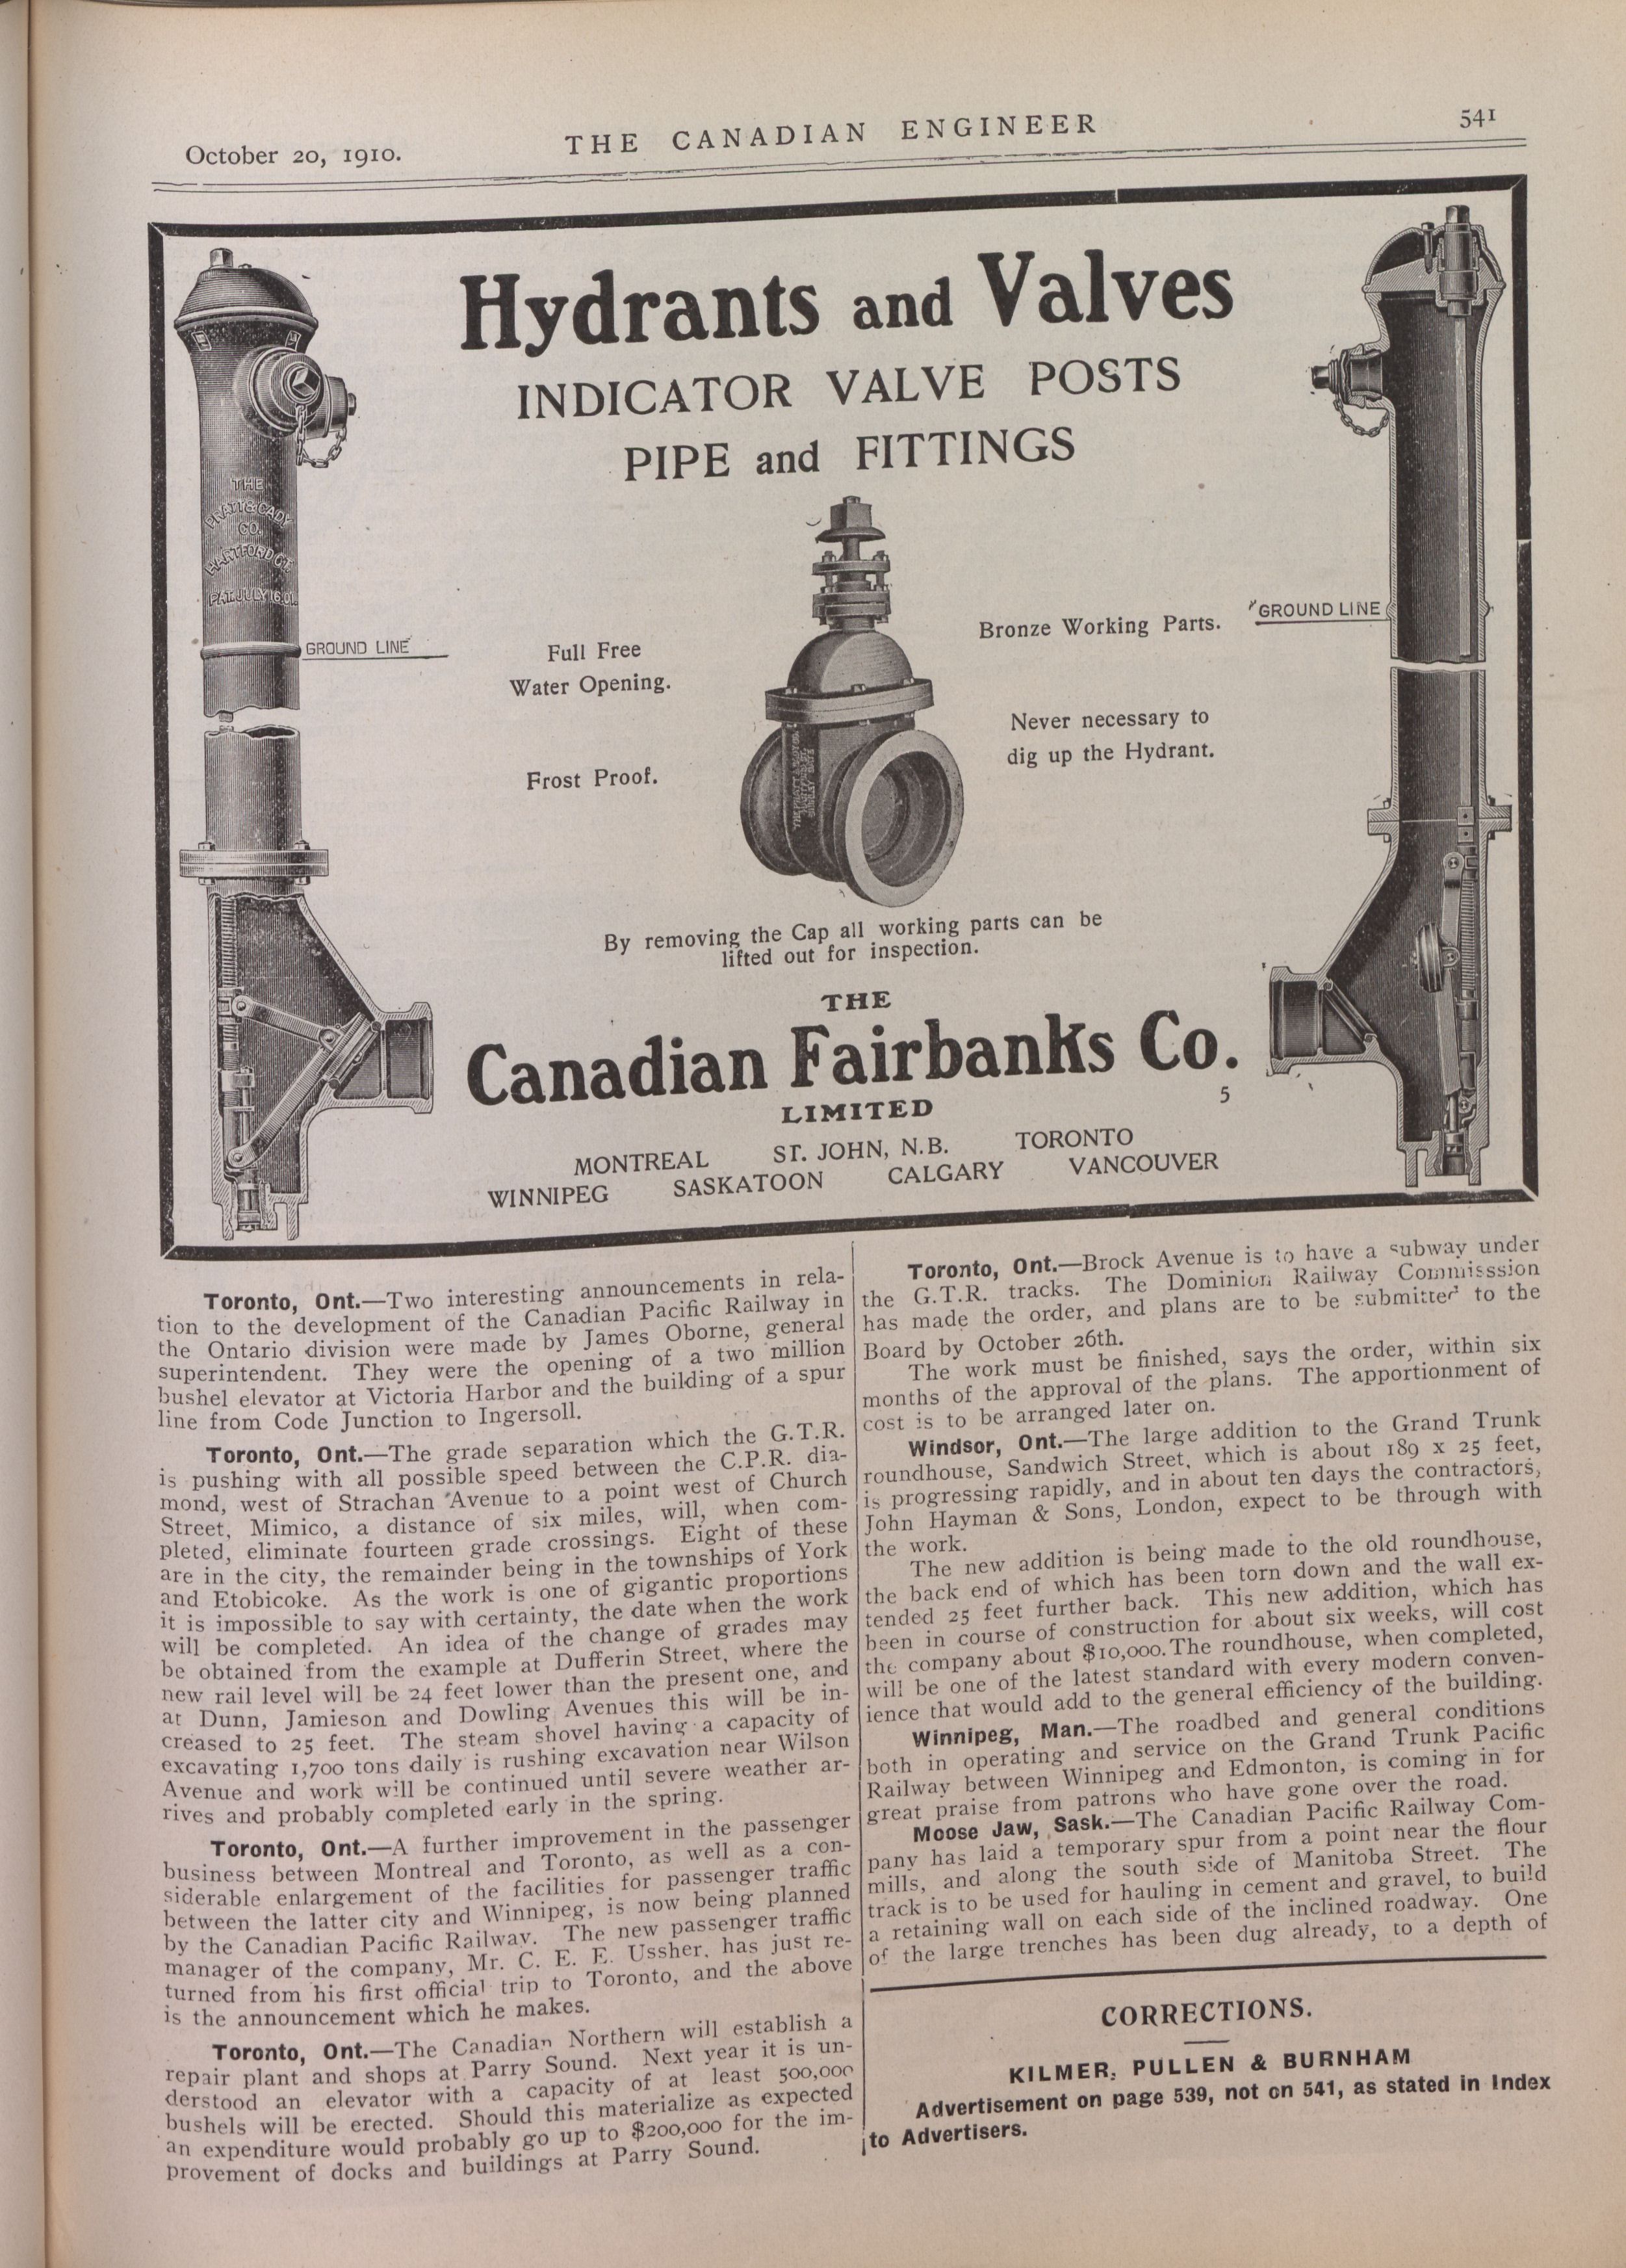 October 20, 1910.
THE CANADIAN ENGINEER
541
Hydrants and Valves
INDICATOR VALVE POSTS
PIPE and FITTINGS
THE
PRATT & CADY
CO.
HARTFORD CT.
PAT. JULY 16.01.
GROUND LINE
Full Free
Water Opening.
Frost Proof.
Bronze Working Parts.
Never necessary to
dig up the Hydrant.
GROUND LINE
By removing the Cap all working parts can be
lifted out for inspection.
THE
Canadian Fairbanks Co.
LIMITED
5
MONTREAL ST. JOHN, N.B. TORONTO
WINNIPEG SASKATOON CALGARY VANCOUVER
Toronto, Ont.—Two interesting announcements in rela-
tion to the development of the Canadian Pacific Railway in
the Ontario division were made by James Oborne, general
superintendent. They were the opening of a two million
bushel elevator at Victoria Harbor and the building of a spur
line from Code Junction to Ingersoll.
Toronto, Ont.—The grade separation which the G.T.R.
is pushing with all possible speed between the C.P.R. dia-
mond, west of Strachan Avenue to a point west of Church
Street, Mimico, a distance of six miles, will, when com-
pleted, eliminate fourteen grade crossings. Eight of these
are in the city, the remainder being in the townships of York
and Etobicoke. As the work is one of gigantic proportions
it is impossible to say with certainty, the date when the work
will be completed. An idea of the change of grades may
be obtained from the example at Dufferin Street, where the
new rail level will be 24 feet lower than the present one, and
at Dunn, Jamieson and Dowling Avenues this will be in-
creased to 25 feet. The steam shovel having a capacity of
excavating 1,700 tons daily is rushing excavation near Wilson
Avenue and work will be continued until severe weather ar-
rives and probably completed early in the spring.
Toronto, Ont.—A further improvement in the passenger
business between Montreal and Toronto, as well as a con-
siderable enlargement of the facilities for passenger traffic
between the latter city and Winnipeg, is now being planned
by the Canadian Pacific Railway. The new passenger traffic
manager of the company, Mr. C. E. E. Ussher, has just re-
turned from his first official trip to Toronto, and the above
is the announcement which he makes.
Toronto, Ont.—The Canadian Northern will establish a
repair plant and shops at Parry Sound. Next year it is un-
derstood an elevator with a capacity of at least 500,000
bushels will be erected. Should this materialize as expected
an expenditure would probably go up to $200,000 for the im-
provement of docks and buildings at Parry Sound.
Toronto, Ont.—Brock Avenue is to have a subway under
the G.T.R. tracks. The Dominion Railway Commisssion
has made the order, and plans are to be submitted to the
Board by October 26th.
The work must be finished, says the order, within six
months of the approval of the plans. The apportionment of
cost is to be arranged later on.
Windsor, Ont.—The large addition to the Grand Trunk
roundhouse, Sandwich Street, which is about 189 x 25 feet,
is progressing rapidly, and in about ten days the contractors,
John Hayman & Sons, London, expect to be through with
the work.
The new addition is being made to the old roundhouse,
the back end of which has been torn down and the wall ex-
tended 25 feet further back. This new addition, which has
been in course of construction for about six weeks, will cost
the company about $10,000. The roundhouse, when completed,
will be one of the latest standard with every modern conven-
ience that would add to the general efficiency of the building.
Winnipeg, Man.—The roadbed and general conditions
both in operating and service on the Grand Trunk Pacific
Railway between Winnipeg and Edmonton, is coming in for
great praise from patrons who have gone over the road.
Moose Jaw, Sask.—The Canadian Pacific Railway Com-
pany has laid a temporary spur from a point near the flour
mills, and along the south side of Manitoba Street. The
track is to be used for hauling in cement and gravel, to build
a retaining wall on each side of the inclined roadway. One
of the large trenches has been dug already, to a depth of
CORRECTIONS.
KILMER, PULLEN & BURNHAM
Advertisement on page 539, not on 541, as stated in Index
to Advertisers.